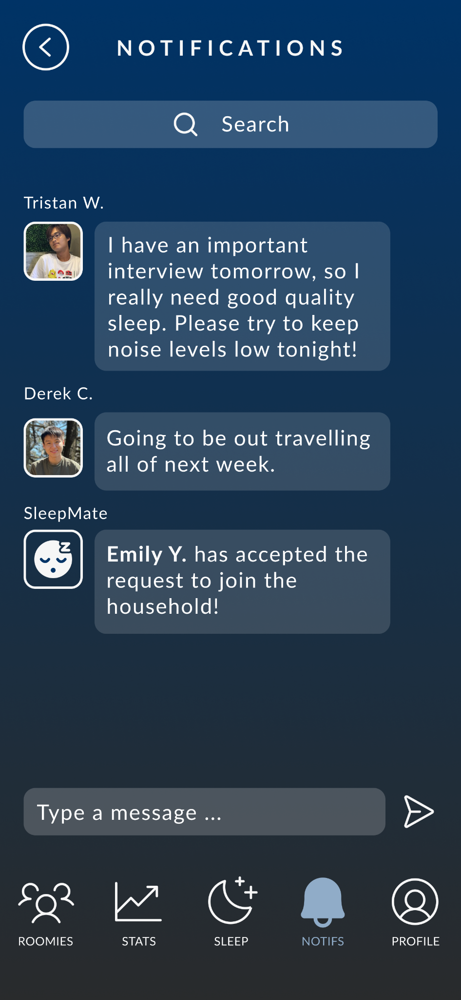 NOTIFICATIONS
Search
Tristan W.
I have an important
interview tomorrow, so I
really need good quality
sleep. Please try to keep
noise levels low tonight!
Derek C.
Going to be out travelling
all of next week.
SleepMate
z
Emily Y. has accepted the
request to join the
household!
Type a message ...
ROOMIES
STATS
SLEEP
NOTIFS
PROFILE